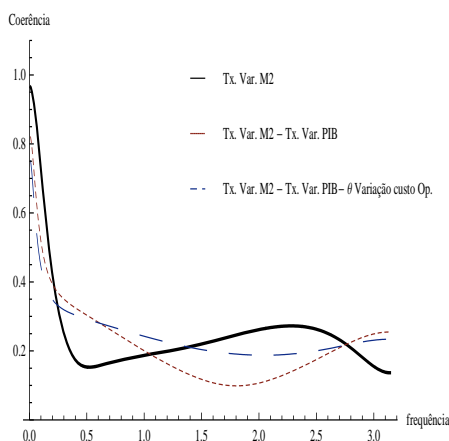 Coerência
1.0
0.8
0.6
0.4
0.2
0.0 0.5 1.0 1.5 2.0 2.5 3.0
frequência
Tx. Var. M2
Tx. Var. M2 − Tx. Var. PIB
Tx. Var. M2 − Tx. Var. PIB− θ Variação custo Op.